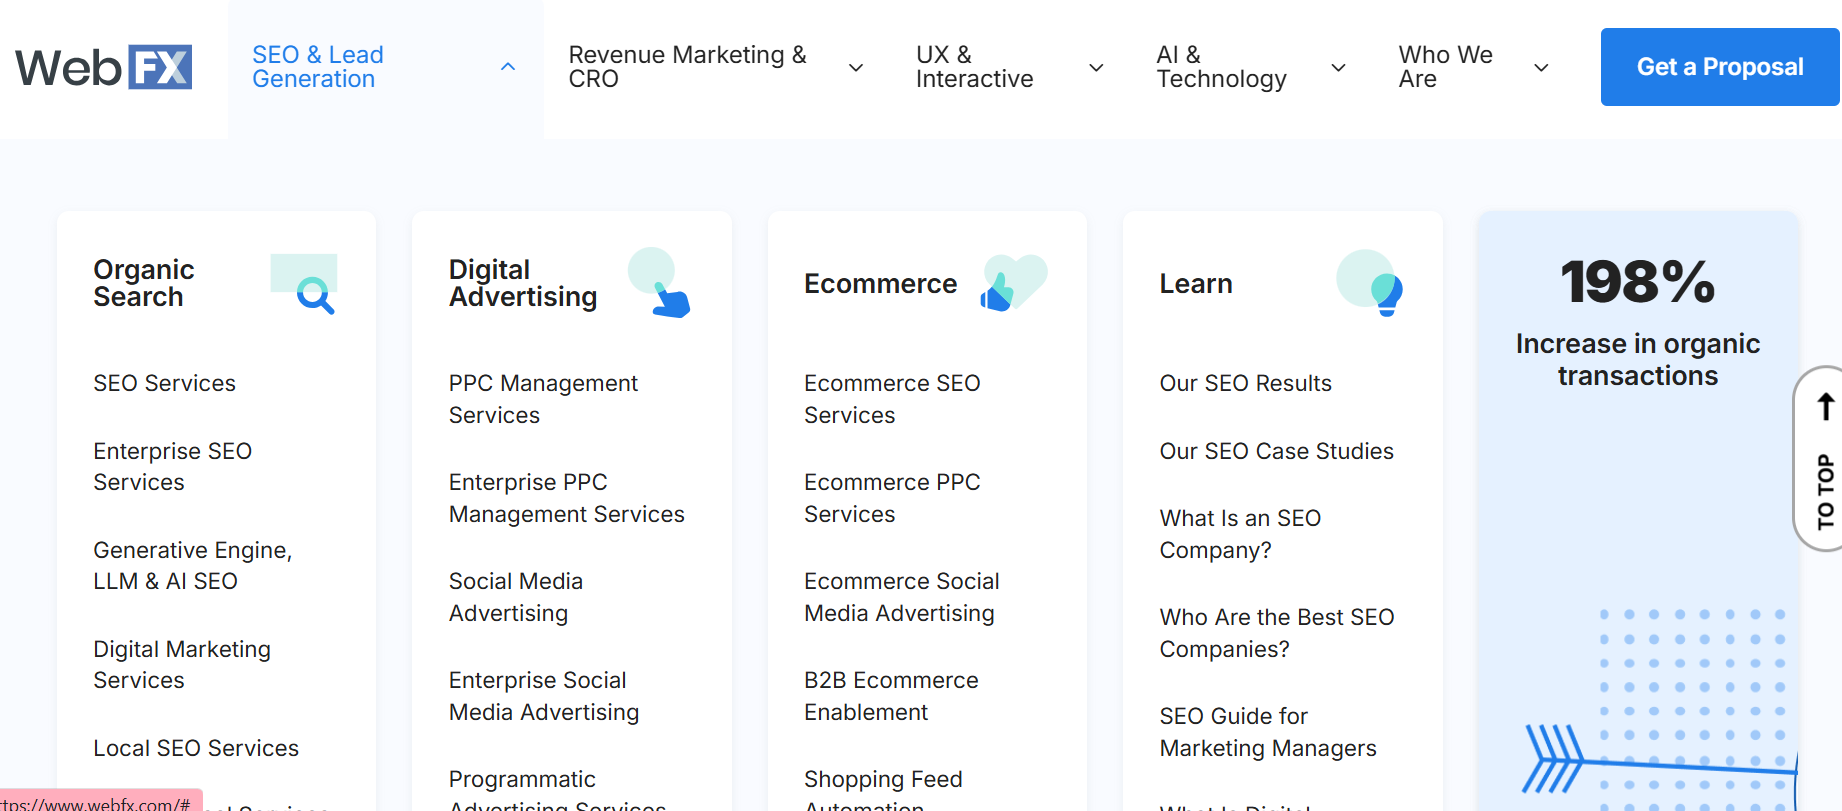 WebFX
SEO & Lead
Generation
Revenue Marketing &
CRO
UX &
Interactive
AI &
Technology
Who We
Are
Get a Proposal
Organic
Search
SEO Services
Enterprise SEO
Services
Generative Engine,
LLM & AI SEO
Digital Marketing
Services
Local SEO Services
Digital
Advertising
PPC Management
Services
Enterprise PPC
Management Services
Social Media
Advertising
Enterprise Social
Media Advertising
Programmatic
Advertising Services
Ecommerce
Ecommerce SEO
Services
Ecommerce PPC
Services
Ecommerce Social
Media Advertising
B2B Ecommerce
Enablement
Shopping Feed
Automation
Learn
Our SEO Results
Our SEO Case Studies
What Is an SEO
Company?
Who Are the Best SEO
Companies?
SEO Guide for
Marketing Managers
What Is Digital
198%
Increase in organic
transactions
TO TOP
ttps://www.webfx.com/#